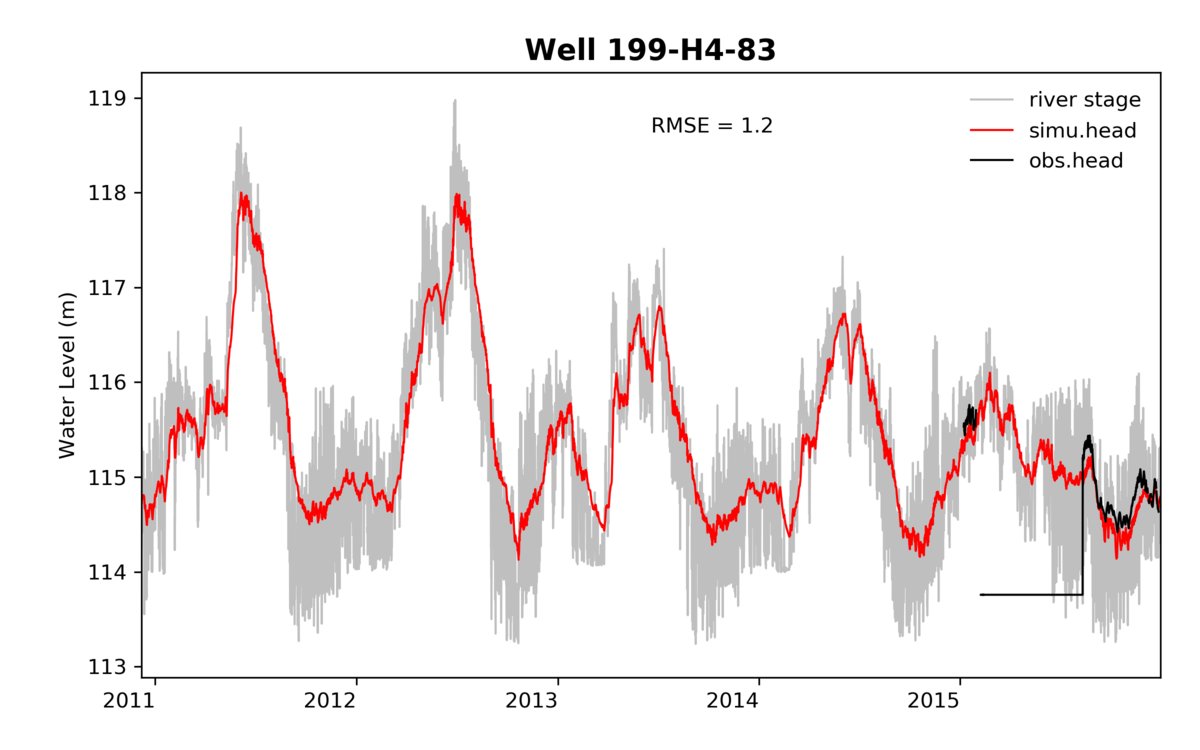 Well 199-H4-83
119
118
117
116
115
114
113
Water Level (m)
RMSE = 1.2
river stage
simu.head
obs.head
2011
2012
2013
2014
2015